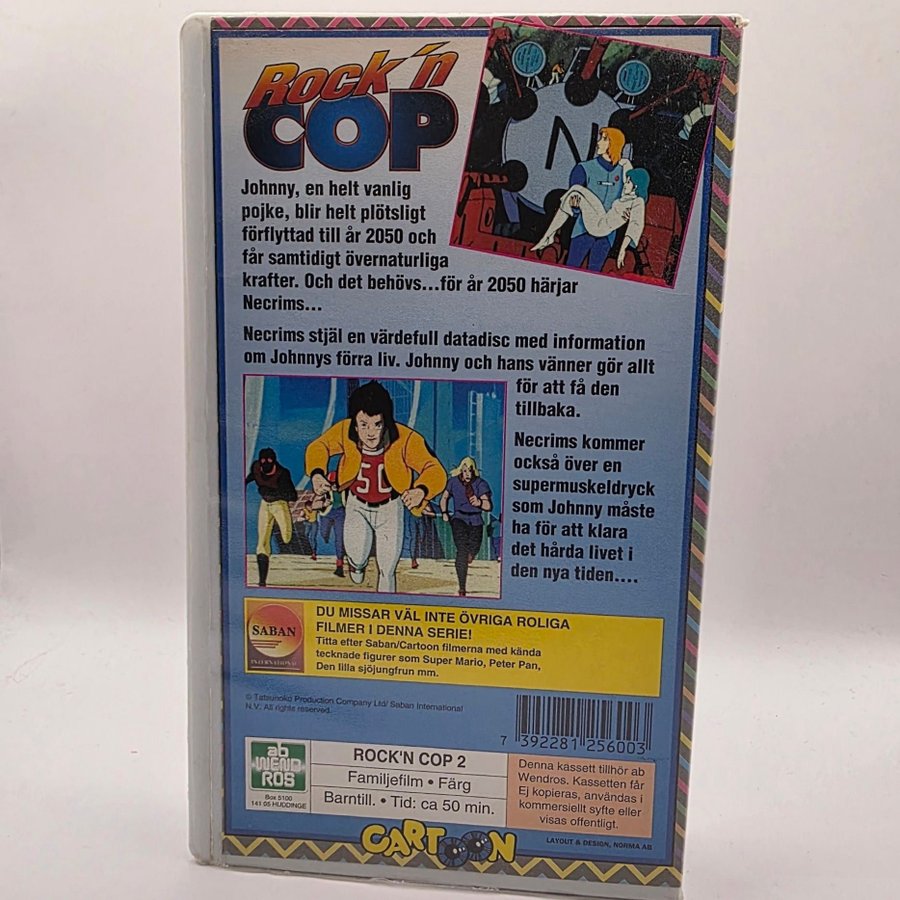 Rock'n
COP
N
Johnny, en helt vanlig
pojke, blir helt plötsligt
förflyttad till år 2050 och
får samtidigt övernaturliga
krafter. Och det behövs...för år 2050 härjar
Necrims...
Necrims stjäl en värdefull datadisc med information
om Johnnys förra liv. Johnny och hans vänner gör allt
för att få den
tillbaka.
SC
Necrims kommer
också över en
supermuskeldryck
som Johnny måste
ha för att klara
det hårda livet i
den nya tiden....
SABAN
INTERNATIONAL
DU MISSAR VÄL INTE ÖVRIGA ROLIGA
FILMER I DENNA SERIE!
Titta efter Saban/Cartoon filmerna med kända
tecknade figurer som Super Mario, Peter Pan,
Den lilla sjöjungfrun mm.
© Tatsunoko Production Company Ltd/ Saban International
N.V. All rights reserved.
7 392281 256003
ab
WEND
ROS
Box 5100
141 05 HUDDINGE
ROCK'N COP 2
Familjefilm • Färg
Barntill. • Tid: ca 50 min.
Denna kassett tillhör ab
Wendros. Kassetten får
Ej kopieras, användas i
kommersiellt syfte eller
visas offentligt.
CARTOON
LAYOUT & DESIGN, NORMA AB